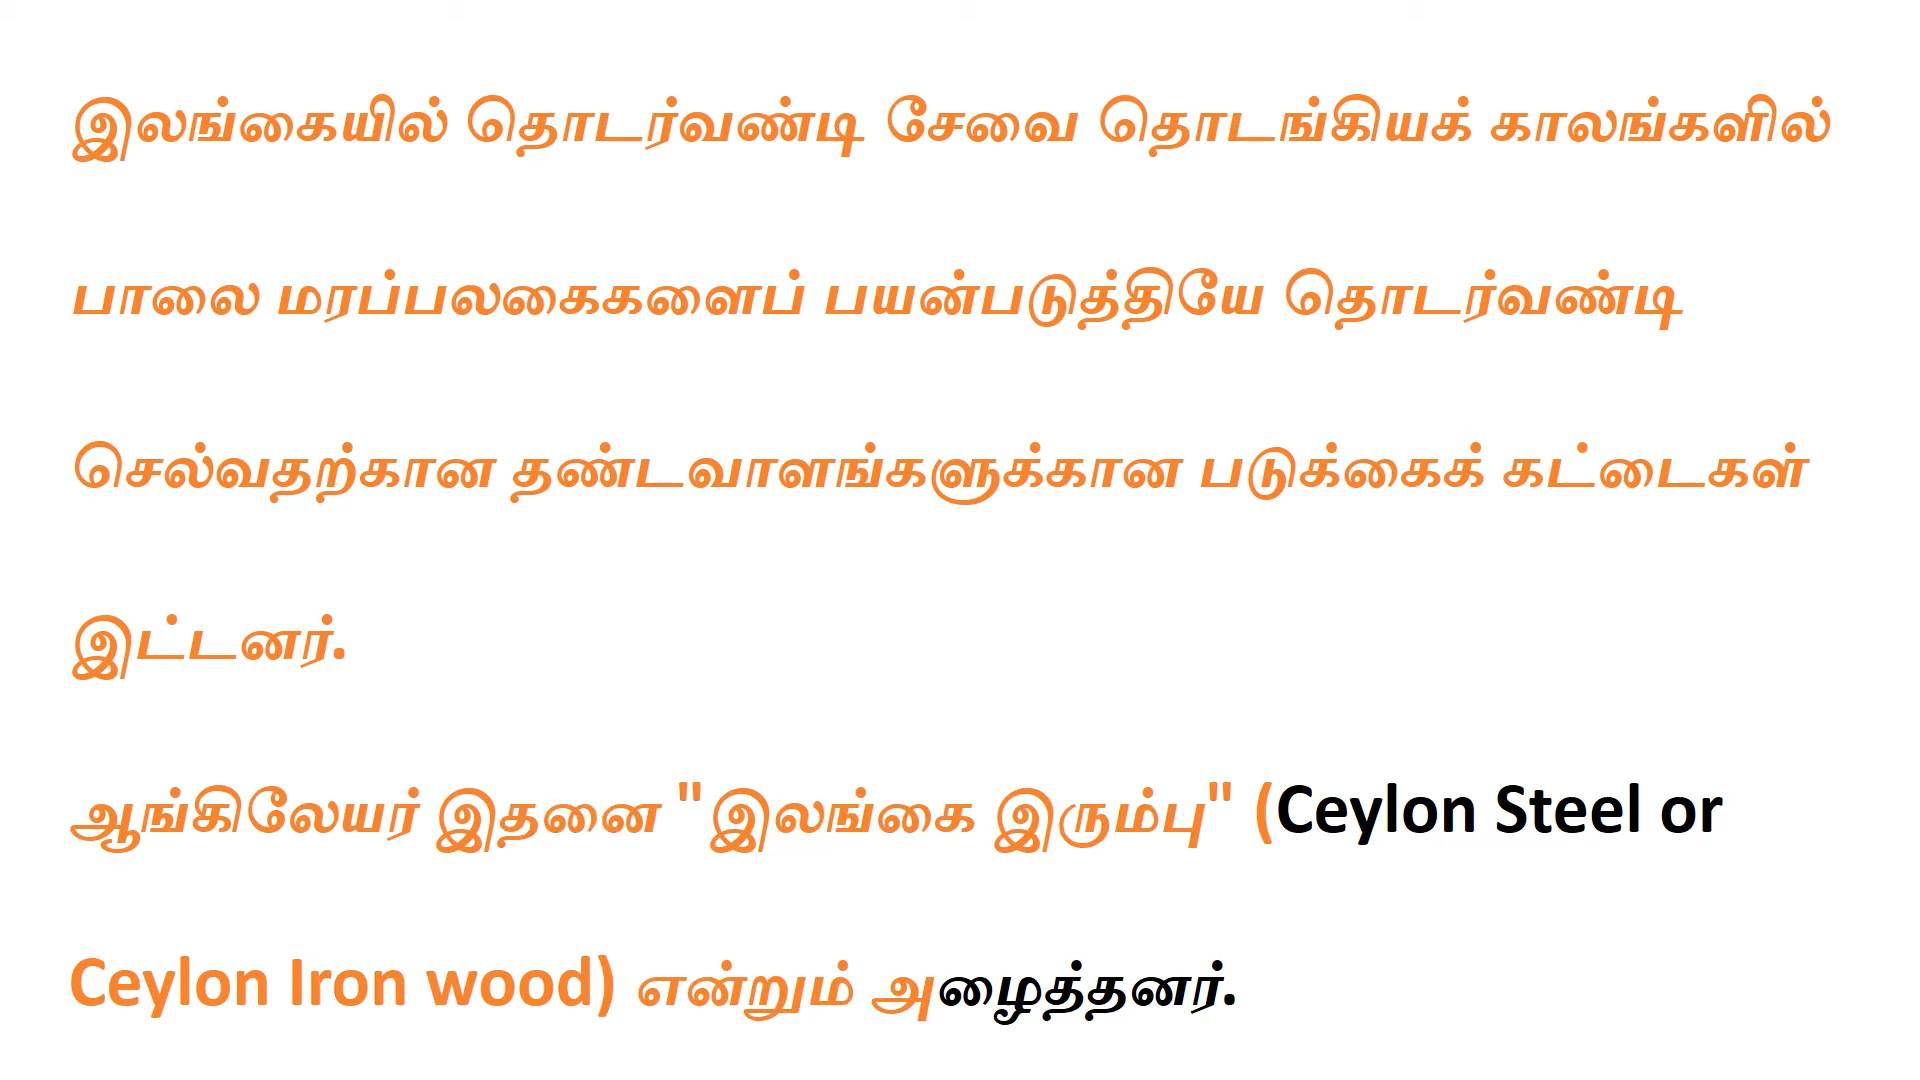 இலங்கையில் தொடர்வண்டி சேவை தொடங்கியக் காலங்களில்
பாலை மரப்பலகைகளைப் பயன்படுத்தியே தொடர்வண்டி
செல்வதற்கான தண்டவாளங்களுக்கான படுக்கைக் கட்டைகள்
இட்டனர்.
ஆங்கிலேயர் இதனை "இலங்கை இரும்பு" (Ceylon Steel or
Ceylon Iron wood) என்றும் அழைத்தனர்.